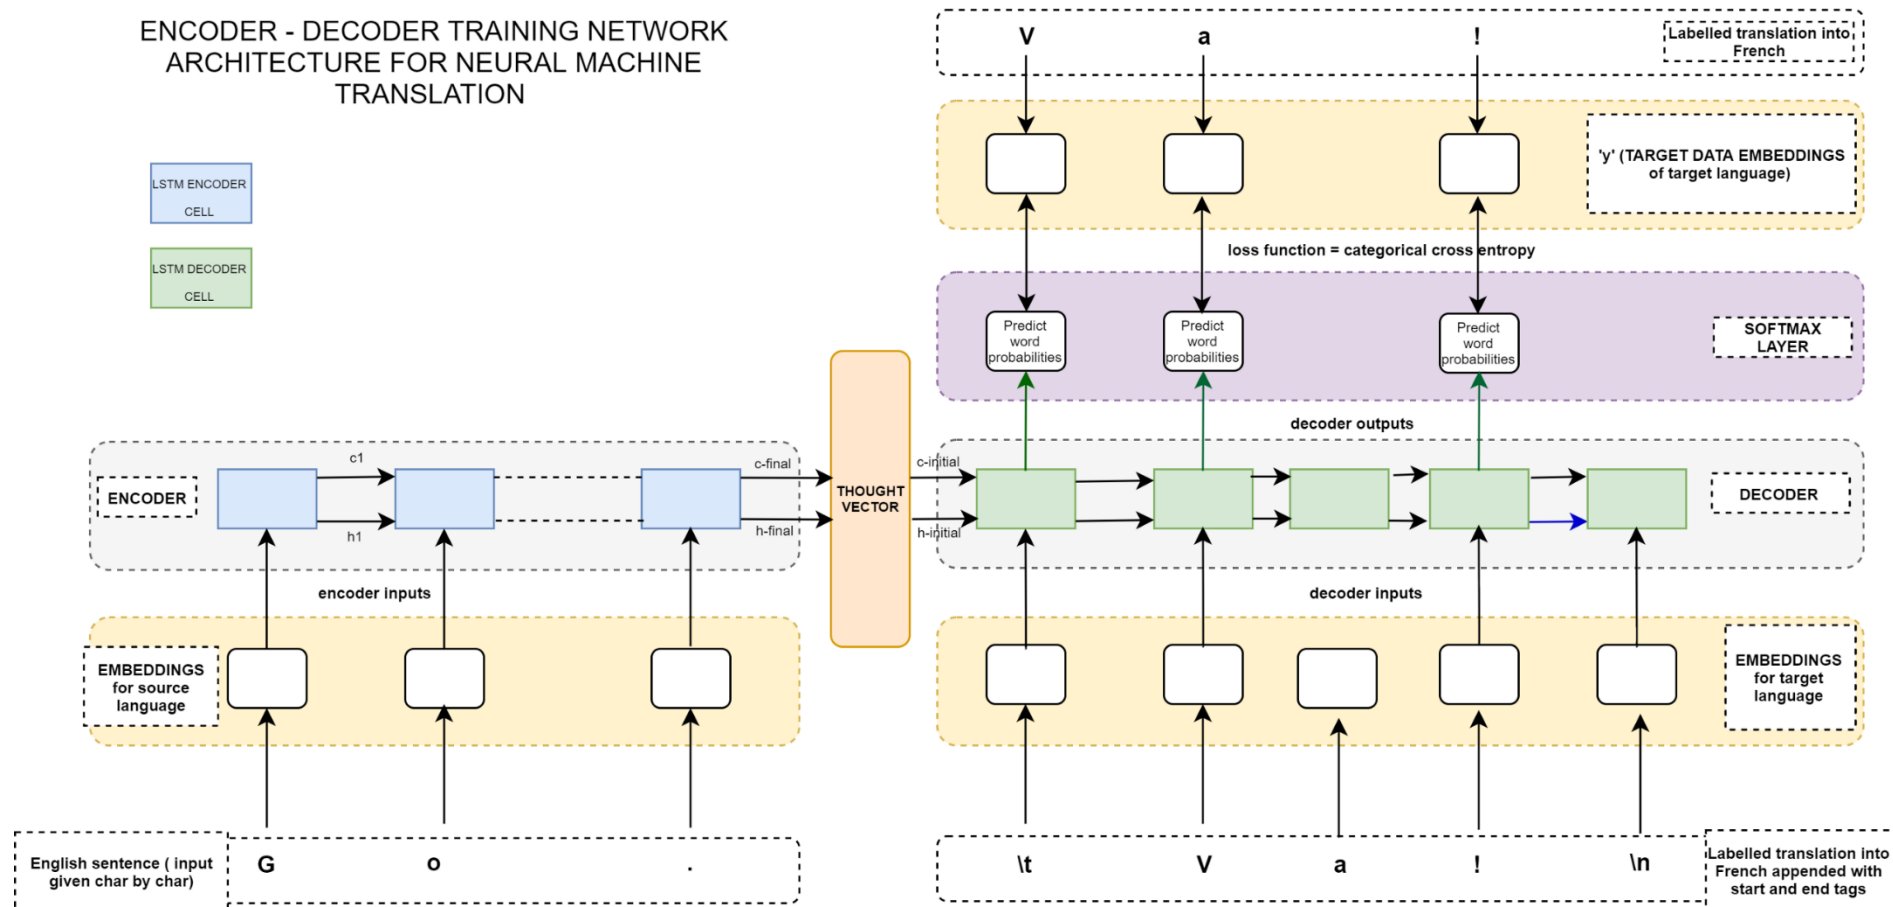 ENCODER - DECODER TRAINING NETWORK
ARCHITECTURE FOR NEURAL MACHINE
TRANSLATION
LSTM ENCODER
CELL
LSTM DECODER
CELL
V a !
Labelled translation into
French
'y' (TARGET DATA EMBEDDINGS
of target language)
loss function = categorical cross entropy
Predict
word
probabilities
Predict
word
probabilities
Predict
word
probabilities
SOFTMAX
LAYER
decoder outputs
ENCODER
c1
h1
c-final
h-final
THOUGHT
VECTOR
c-initial
h-initial
DECODER
encoder inputs
decoder inputs
EMBEDDINGS
for source
language
EMBEDDINGS
for target
language
English sentence ( input
given char by char)
G o .
\t V a ! \n
Labelled translation into
French appended with
start and end tags